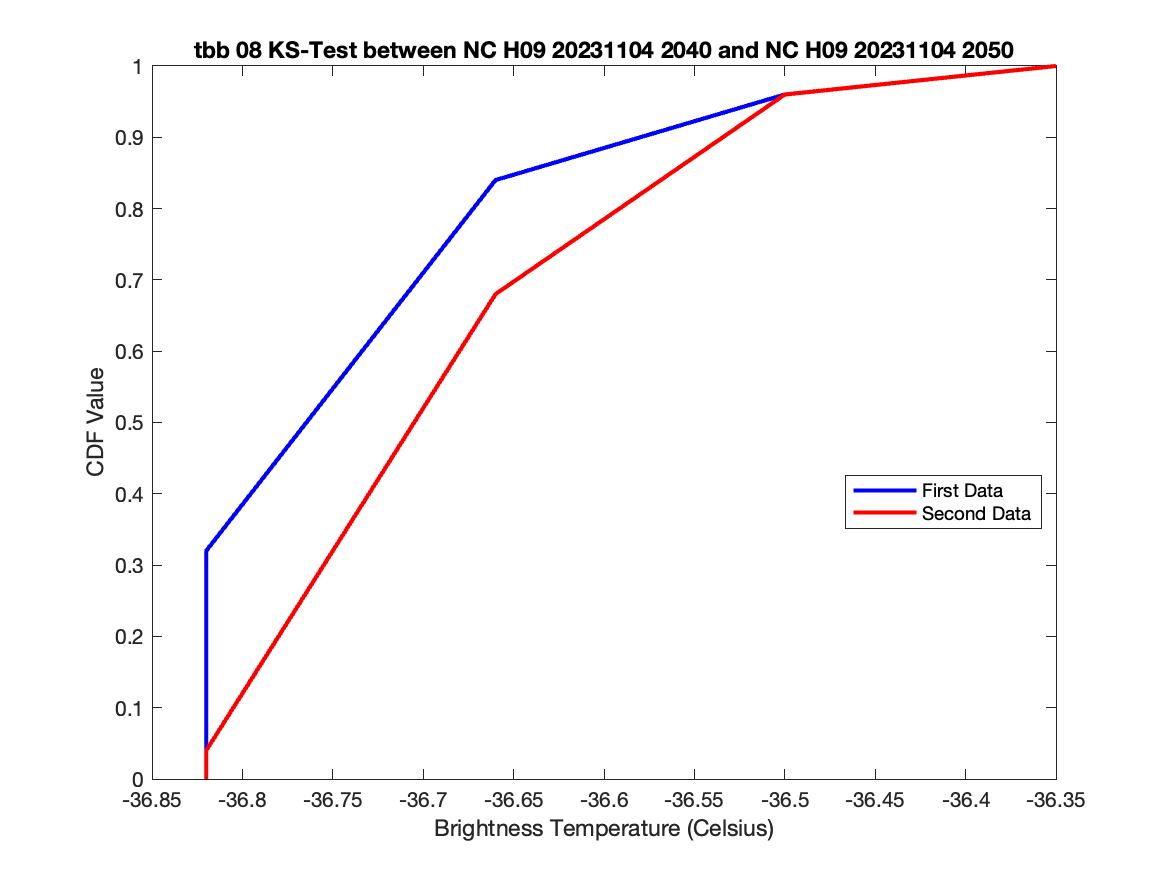 tbb 08 KS-Test between NC H09 20231104 2040 and NC H09 20231104 2050
1
0.9
0.8
0.7
0.6
0.5
0.4
0.3
0.2
0.1
0
CDF Value
First Data
Second Data
-36.85 -36.8 -36.75 -36.7 -36.65 -36.6 -36.55 -36.5 -36.45 -36.4 -36.35
Brightness Temperature (Celsius)